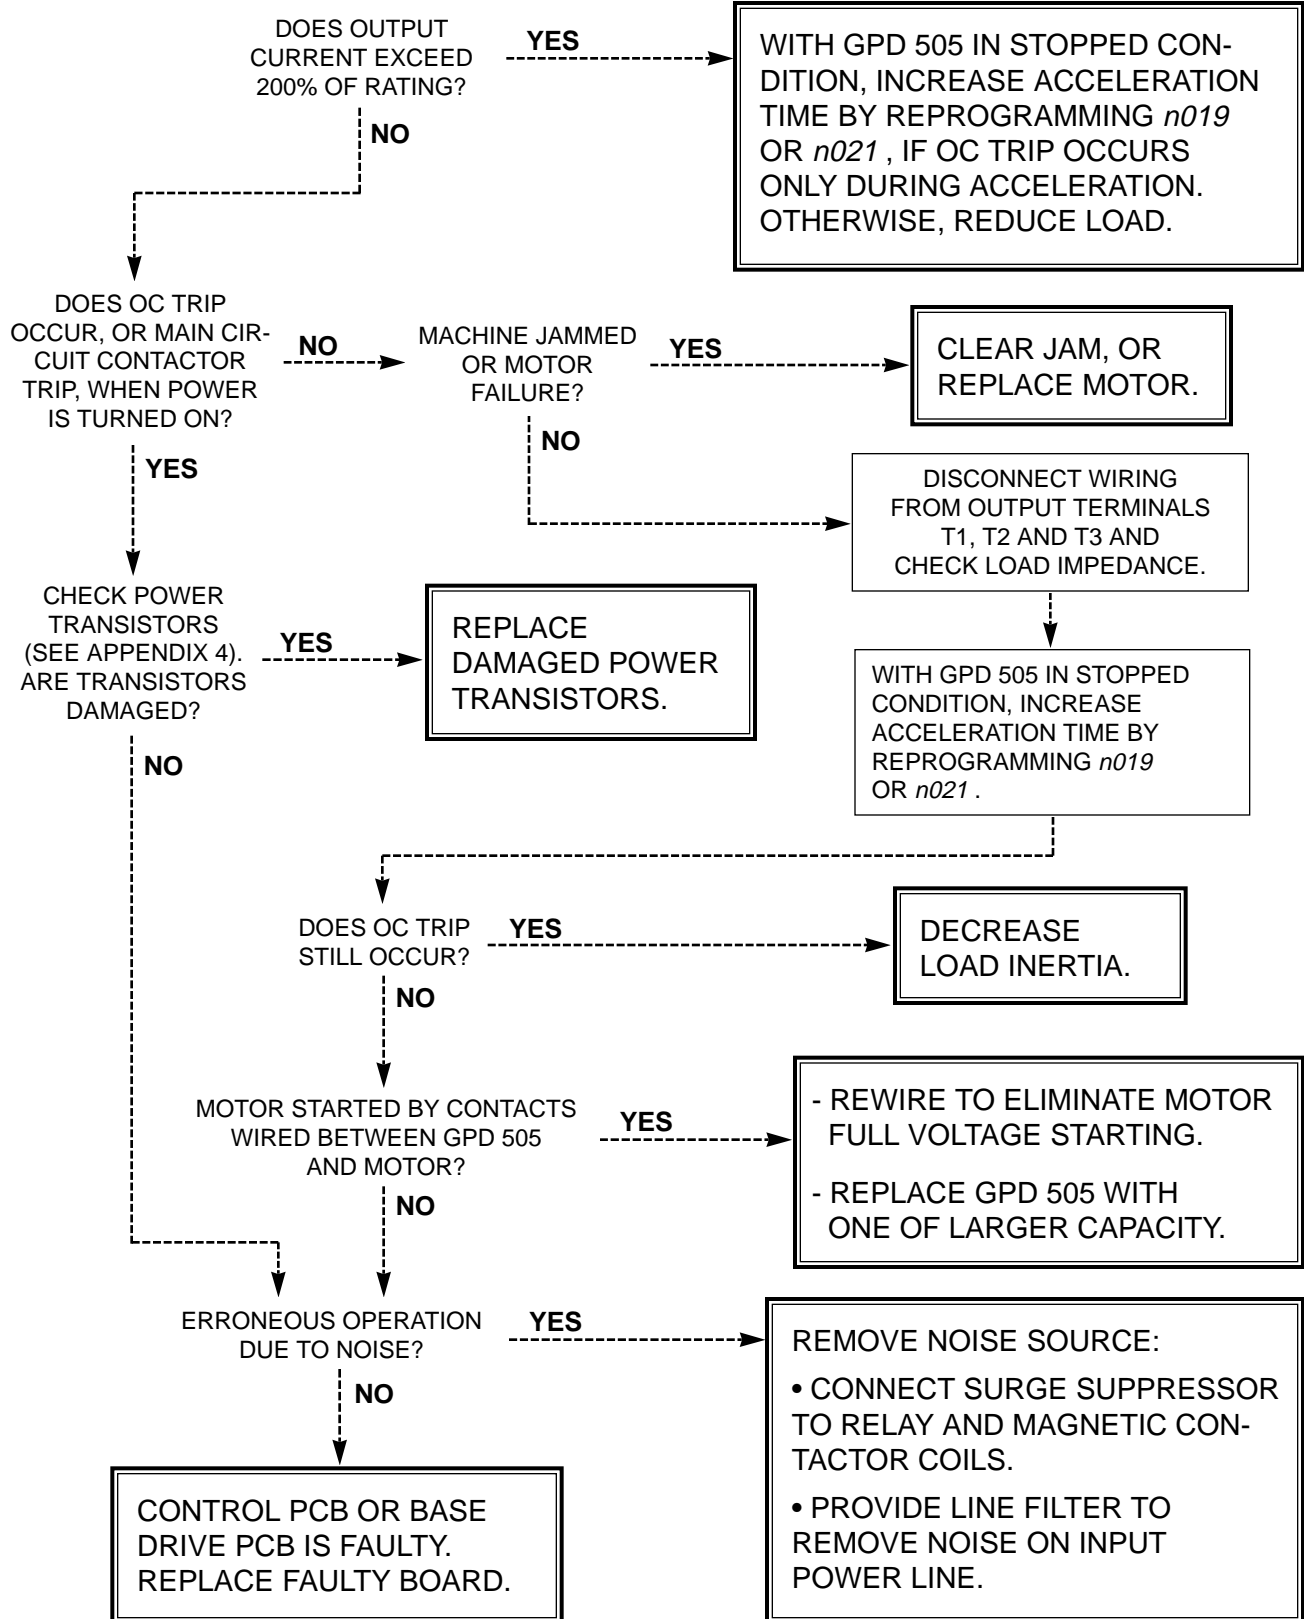 DOES OUTPUT
CURRENT EXCEED
200% OF RATING?
YES
WITH GPD 505 IN STOPPED CON-
DITION, INCREASE ACCELERATION
TIME BY REPROGRAMMING n019
OR n021 , IF OC TRIP OCCURS
ONLY DURING ACCELERATION.
OTHERWISE, REDUCE LOAD.
NO
DOES OC TRIP
OCCUR, OR MAIN CIR-
CUIT CONTACTOR
TRIP, WHEN POWER
IS TURNED ON?
NO
MACHINE JAMMED
OR MOTOR
FAILURE?
YES
CLEAR JAM, OR
REPLACE MOTOR.
NO
YES
DISCONNECT WIRING
FROM OUTPUT TERMINALS
T1, T2 AND T3 AND
CHECK LOAD IMPEDANCE.
CHECK POWER
TRANSISTORS
(SEE APPENDIX 4).
ARE TRANSISTORS
DAMAGED?
YES
REPLACE
DAMAGED POWER
TRANSISTORS.
WITH GPD 505 IN STOPPED
CONDITION, INCREASE
ACCELERATION TIME BY
REPROGRAMMING n019
OR n021 .
NO
DOES OC TRIP
STILL OCCUR?
YES
DECREASE
LOAD INERTIA.
NO
MOTOR STARTED BY CONTACTS
WIRED BETWEEN GPD 505
AND MOTOR?
YES
- REWIRE TO ELIMINATE MOTOR
FULL VOLTAGE STARTING.
- REPLACE GPD 505 WITH
ONE OF LARGER CAPACITY.
NO
ERRONEOUS OPERATION
DUE TO NOISE?
YES
REMOVE NOISE SOURCE:
• CONNECT SURGE SUPPRESSOR
TO RELAY AND MAGNETIC CON-
TACTOR COILS.
• PROVIDE LINE FILTER TO
REMOVE NOISE ON INPUT
POWER LINE.
NO
CONTROL PCB OR BASE
DRIVE PCB IS FAULTY.
REPLACE FAULTY BOARD.